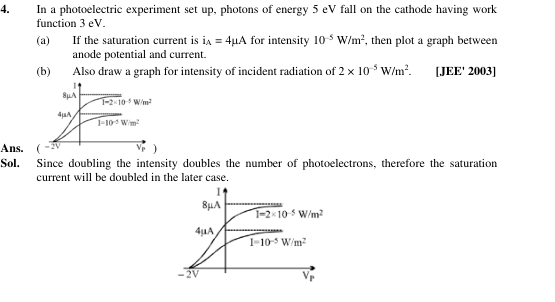 4. In a photoelectric experiment set up, photons of energy 5 eV fall on the cathode having work
function 3 eV.
(a) If the saturation current is i_A = 4μA for intensity 10⁻⁵ W/m², then plot a graph between
anode potential and current.
(b) Also draw a graph for intensity of incident radiation of 2 × 10⁻⁵ W/m². [JEE' 2003]
I
8μA
I=2×10⁻⁵ W/m²
4μA
I=10⁻⁵ W/m²
Ans. ( –2V V_P )
Sol. Since doubling the intensity doubles the number of photoelectrons, therefore the saturation
current will be doubled in the later case.
I
8μA
I=2×10⁻⁵ W/m²
4μA
I=10⁻⁵ W/m²
–2V V_P